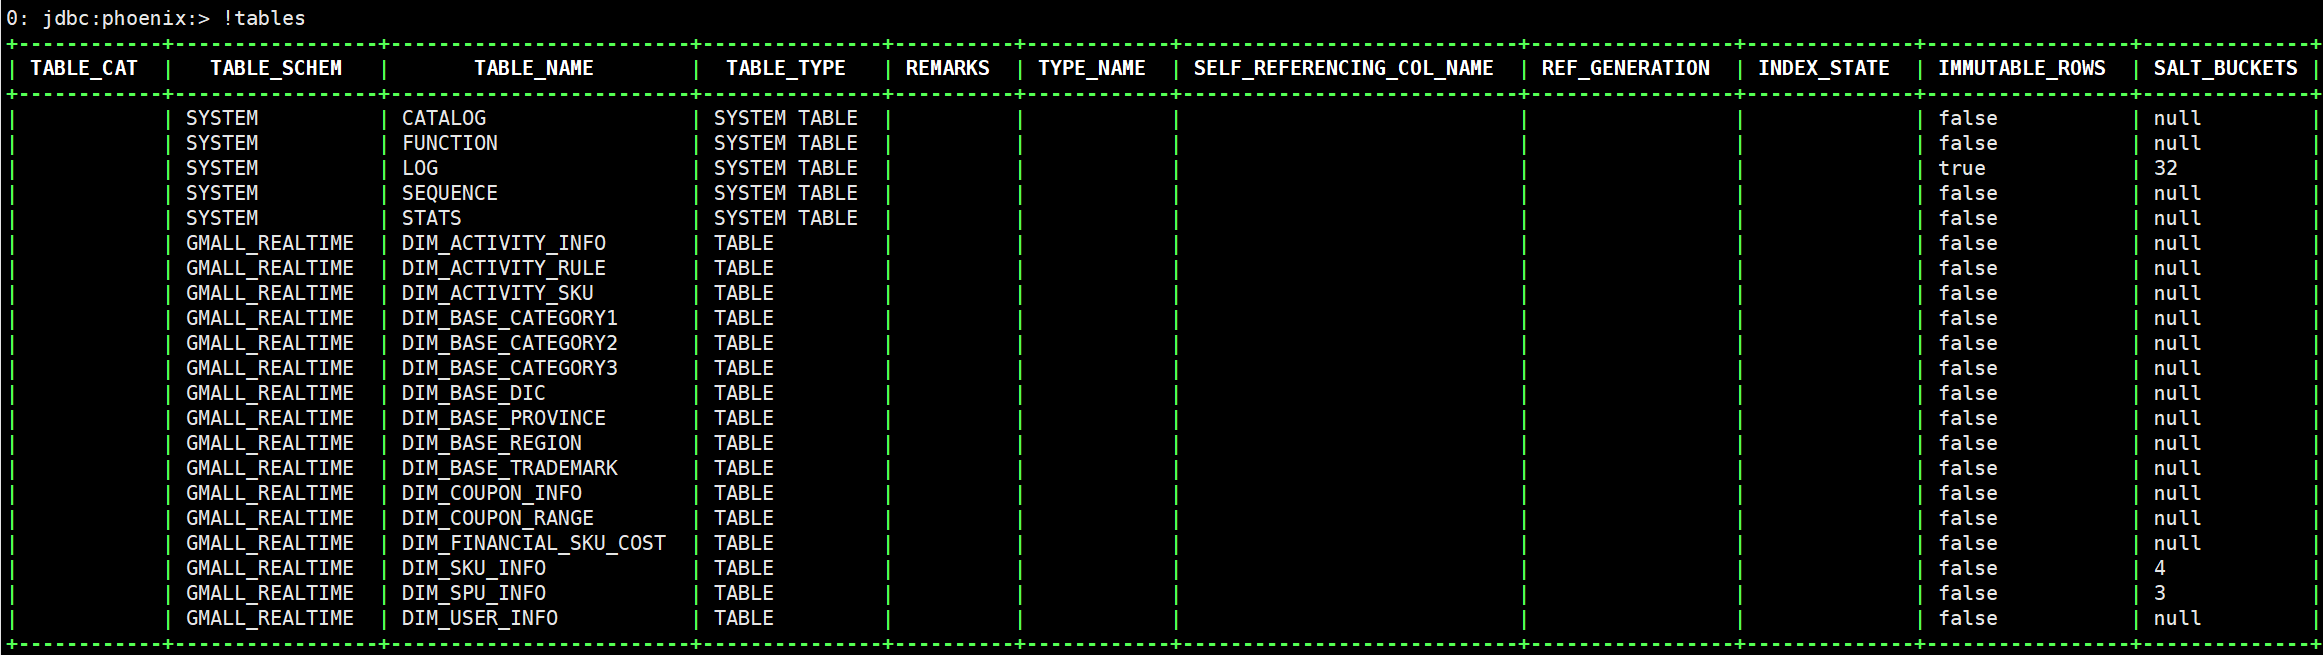 0: jdbc:phoenix:> !tables
+------------+-----------------+-------------------------+---------------+----------+------------+----------------------------+-----------------+--------------+-----------------+--------------+
| TABLE_CAT | TABLE_SCHEM | TABLE_NAME | TABLE_TYPE | REMARKS | TYPE_NAME | SELF_REFERENCING_COL_NAME | REF_GENERATION | INDEX_STATE | IMMUTABLE_ROWS | SALT_BUCKETS |
+------------+-----------------+-------------------------+---------------+----------+------------+----------------------------+-----------------+--------------+-----------------+--------------+
| | SYSTEM | CATALOG | SYSTEM TABLE | | | | | | false | null |
| | SYSTEM | FUNCTION | SYSTEM TABLE | | | | | | false | null |
| | SYSTEM | LOG | SYSTEM TABLE | | | | | | true | 32 |
| | SYSTEM | SEQUENCE | SYSTEM TABLE | | | | | | false | null |
| | SYSTEM | STATS | SYSTEM TABLE | | | | | | false | null |
| | GMALL_REALTIME | DIM_ACTIVITY_INFO | TABLE | | | | | | false | null |
| | GMALL_REALTIME | DIM_ACTIVITY_RULE | TABLE | | | | | | false | null |
| | GMALL_REALTIME | DIM_ACTIVITY_SKU | TABLE | | | | | | false | null |
| | GMALL_REALTIME | DIM_BASE_CATEGORY1 | TABLE | | | | | | false | null |
| | GMALL_REALTIME | DIM_BASE_CATEGORY2 | TABLE | | | | | | false | null |
| | GMALL_REALTIME | DIM_BASE_CATEGORY3 | TABLE | | | | | | false | null |
| | GMALL_REALTIME | DIM_BASE_DIC | TABLE | | | | | | false | null |
| | GMALL_REALTIME | DIM_BASE_PROVINCE | TABLE | | | | | | false | null |
| | GMALL_REALTIME | DIM_BASE_REGION | TABLE | | | | | | false | null |
| | GMALL_REALTIME | DIM_BASE_TRADEMARK | TABLE | | | | | | false | null |
| | GMALL_REALTIME | DIM_COUPON_INFO | TABLE | | | | | | false | null |
| | GMALL_REALTIME | DIM_COUPON_RANGE | TABLE | | | | | | false | null |
| | GMALL_REALTIME | DIM_FINANCIAL_SKU_COST | TABLE | | | | | | false | null |
| | GMALL_REALTIME | DIM_SKU_INFO | TABLE | | | | | | false | 4 |
| | GMALL_REALTIME | DIM_SPU_INFO | TABLE | | | | | | false | 3 |
| | GMALL_REALTIME | DIM_USER_INFO | TABLE | | | | | | false | null |
+------------+-----------------+-------------------------+---------------+----------+------------+----------------------------+-----------------+--------------+-----------------+--------------+